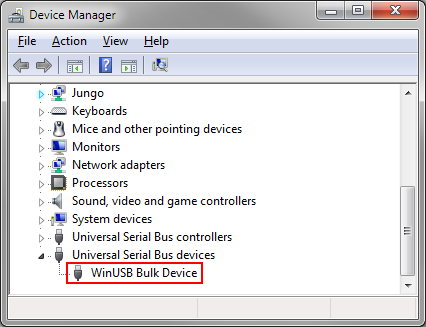 Device Manager
File Action View Help
Jungo
Keyboards
Mice and other pointing devices
Monitors
Network adapters
Processors
Sound, video and game controllers
System devices
Universal Serial Bus controllers
Universal Serial Bus devices
WinUSB Bulk Device